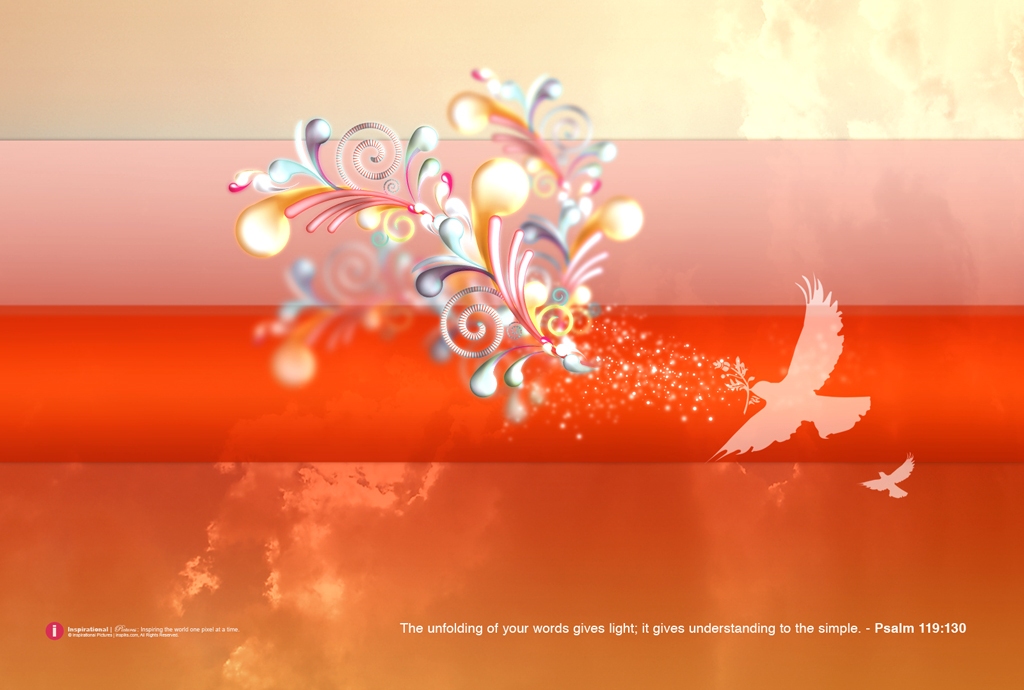 Inspirational | Pictures : Inspiring the world one pixel at a time.
© Inspirational Pictures | inspiks.com, All Rights Reserved.
The unfolding of your words gives light; it gives understanding to the simple. - Psalm 119:130